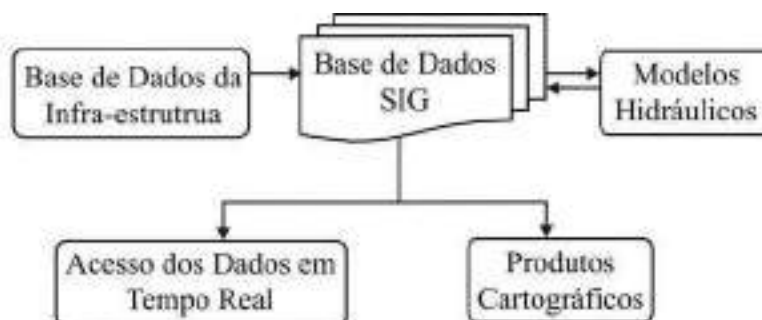 Base de Dados da
Infra-estrutrua
Base de Dados
SIG
Modelos
Hidráulicos
Acesso dos Dados em
Tempo Real
Produtos
Cartográficos